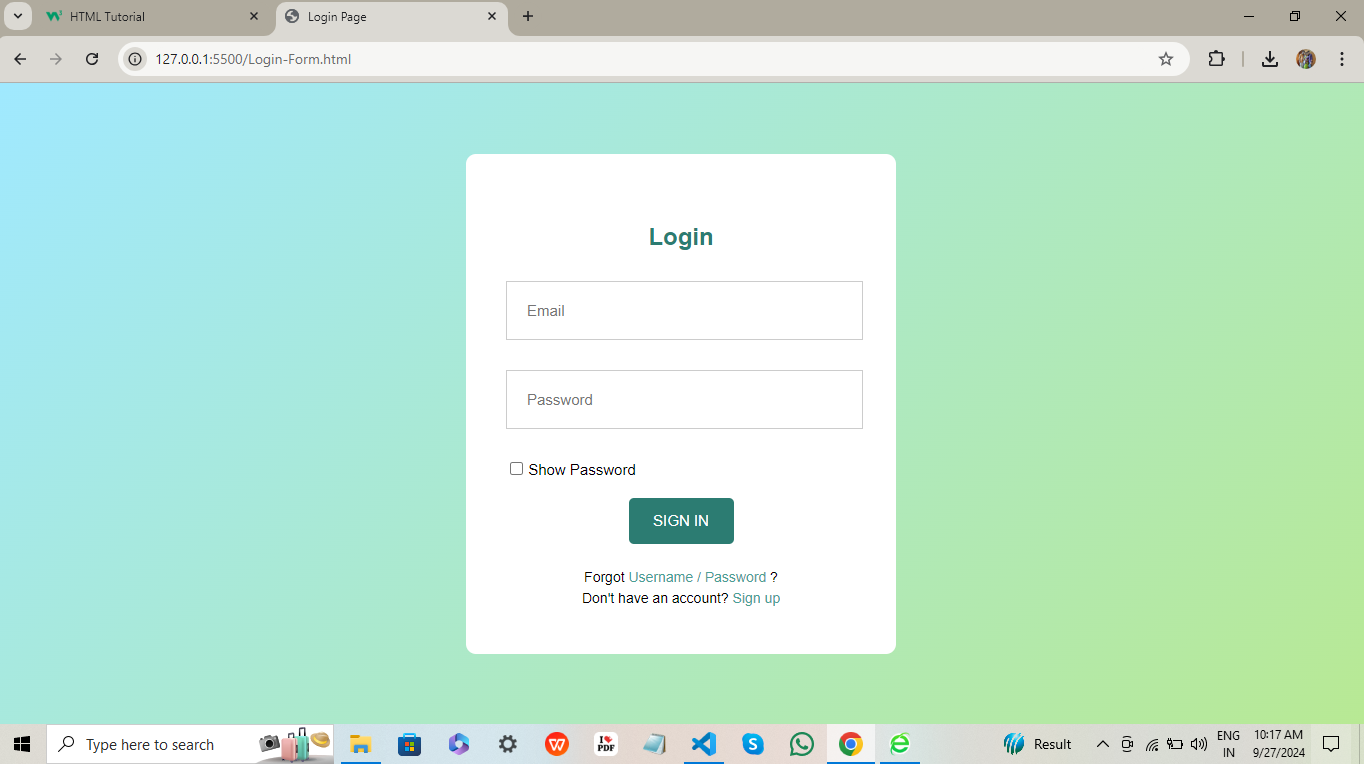 HTML Tutorial
Login Page
127.0.0.1:5500/Login-Form.html
Login
Email
Password
Show Password
SIGN IN
Forgot Username / Password ?
Don't have an account? Sign up
Type here to search
I PDF
Result
ENG
IN
10:17 AM
9/27/2024